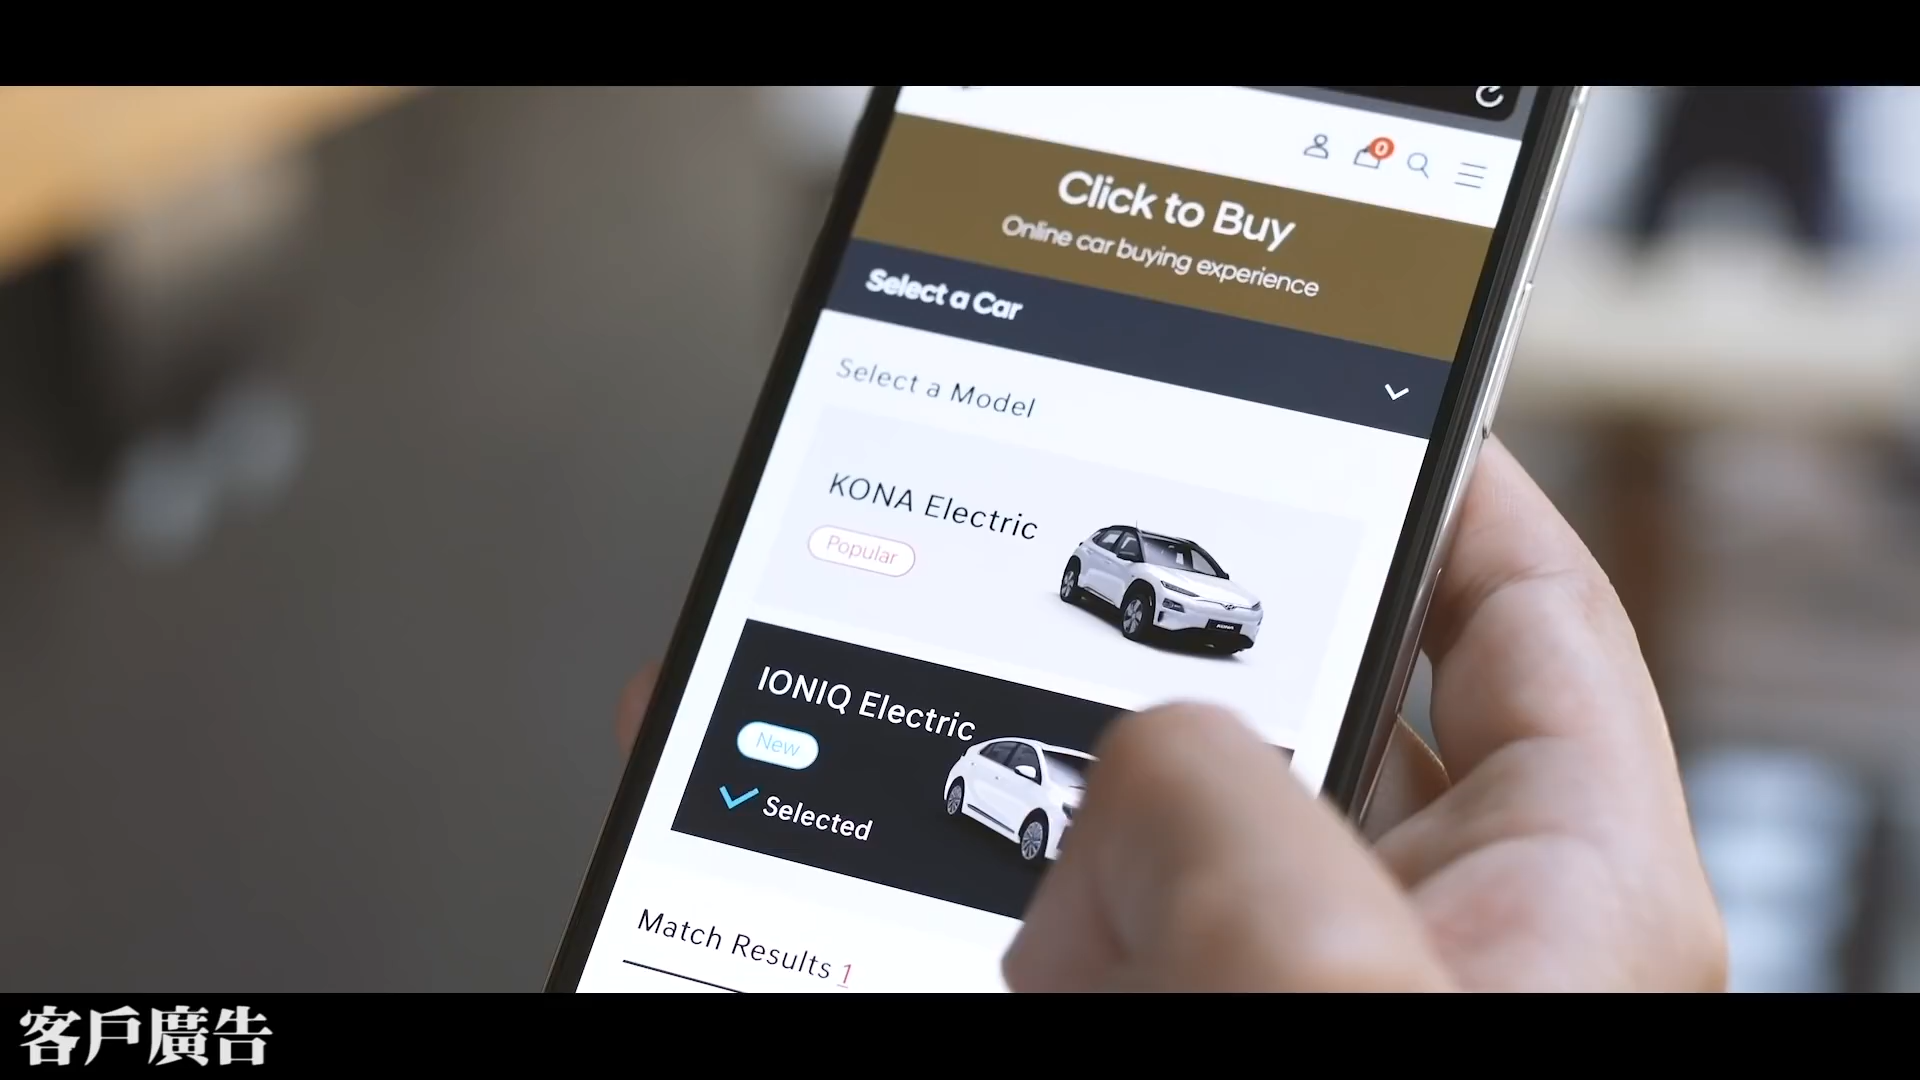 0
Click to Buy
Online car buying experience
Select a Car
Select a Model
KONA Electric
Popular
IONIQ Electric
New
Selected
Match Results 1
客戶廣告